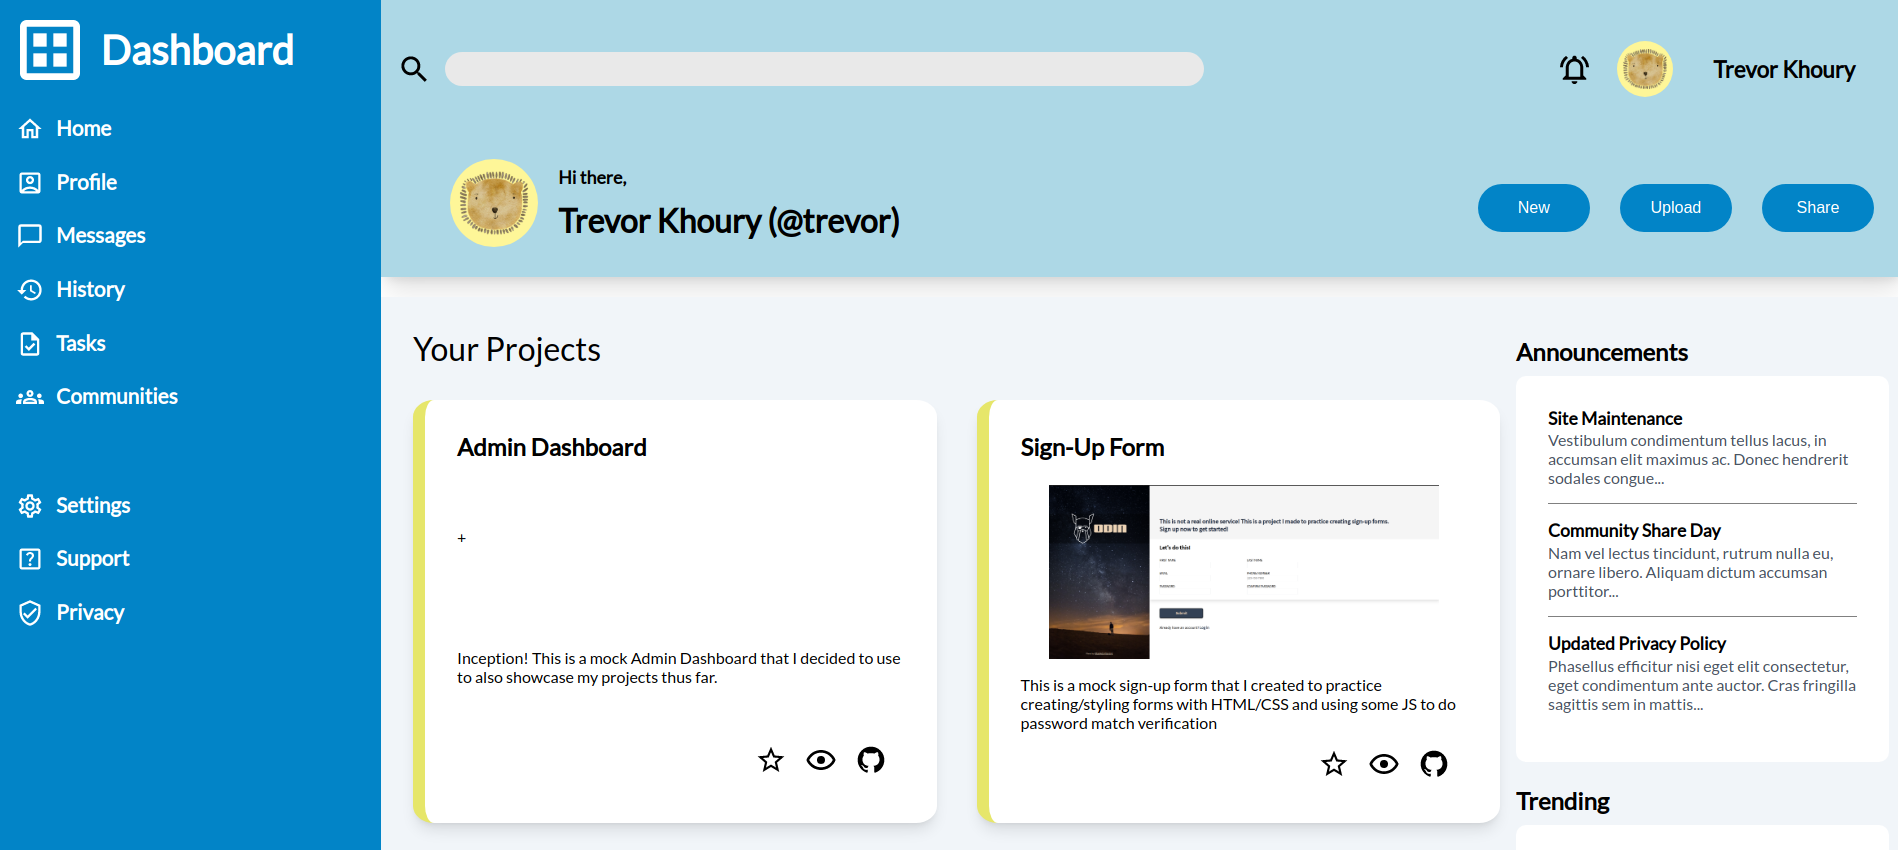 Dashboard
Home
Profile
Messages
History
Tasks
Communities
Settings
Support
Privacy
Trevor Khoury
Hi there,
Trevor Khoury (@trevor)
New
Upload
Share
Your Projects
Admin Dashboard
+
Inception! This is a mock Admin Dashboard that I decided to use
to also showcase my projects thus far.
Sign-Up Form
ODIN
This is not a real online service! This is a project I made to practice creating sign-up forms.
Sign up now to get started!
Let's do this!
Submit
Already have an account? Log in
This is a mock sign-up form that I created to practice
creating/styling forms with HTML/CSS and using some JS to do
password match verification
Announcements
Site Maintenance
Vestibulum condimentum tellus lacus, in
accumsan elit maximus ac. Donec hendrerit
sodales congue...
Community Share Day
Nam vel lectus tincidunt, rutrum nulla eu,
ornare libero. Aliquam dictum accumsan
porttitor...
Updated Privacy Policy
Phasellus efficitur nisi eget elit consectetur,
eget condimentum ante auctor. Cras fringilla
sagittis sem in mattis...
Trending